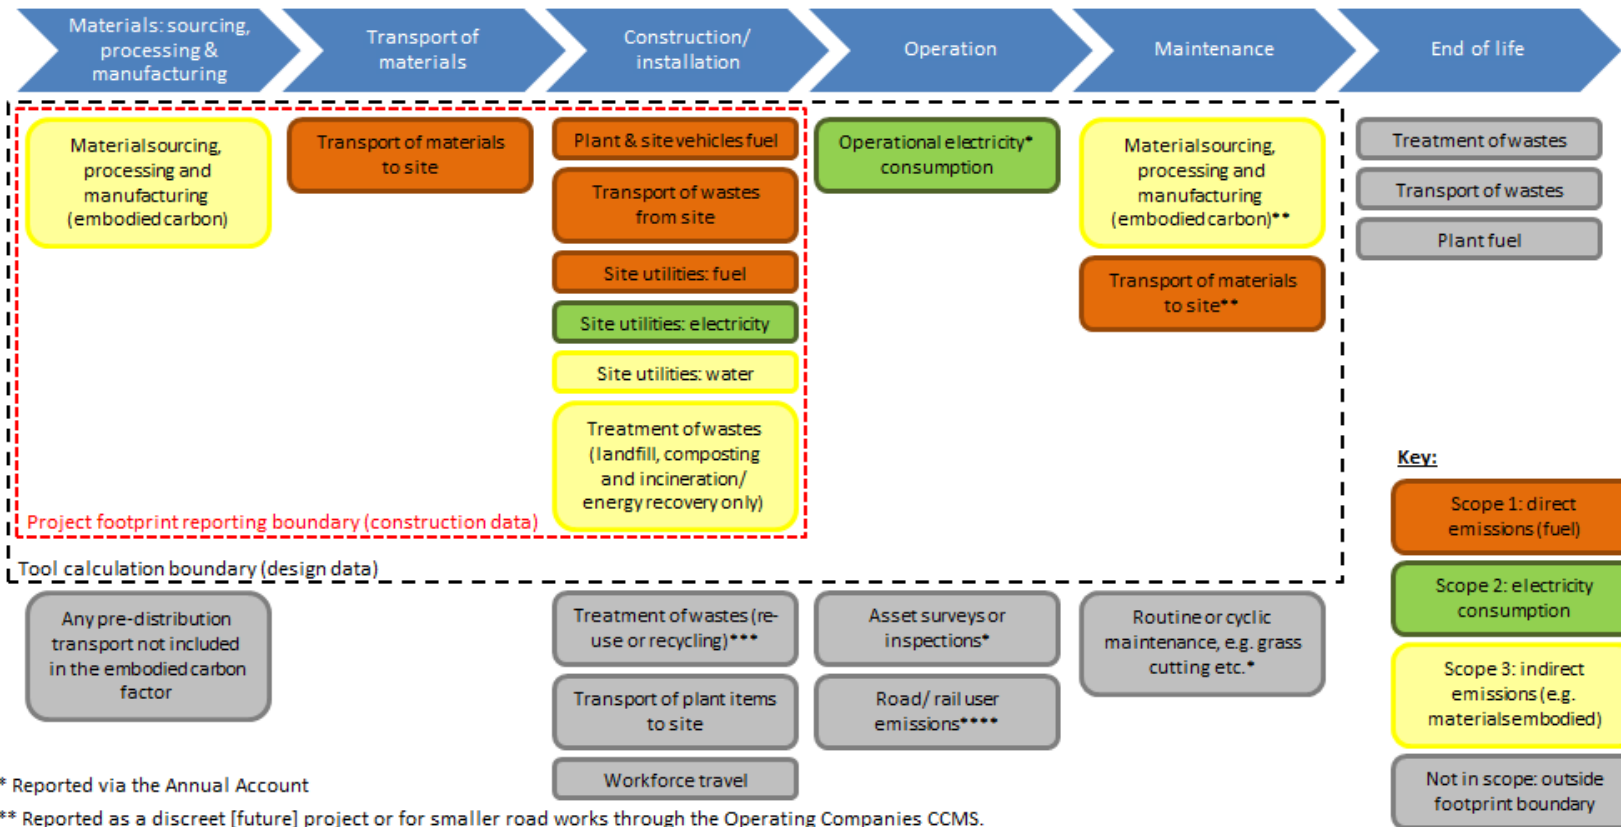 Materials: sourcing,
processing &
manufacturing
Transport of
materials
Construction/
installation
Operation
Maintenance
End of life
Material sourcing,
processing and
manufacturing
(embodied carbon)
Transport of materials
to site
Plant & site vehicles fuel
Transport of wastes
from site
Site utilities: fuel
Site utilities: electricity
Site utilities: water
Treatment of wastes
(landfill, composting
and incineration/
energy recovery only)
Operational electricity*
consumption
Material sourcing,
processing and
manufacturing
(embodied carbon)**
Transport of materials
to site**
Treatment of wastes
Transport of wastes
Plant fuel
Project footprint reporting boundary (construction data)
Tool calculation boundary (design data)
Any pre-distribution
transport not included
in the embodied carbon
factor
Treatment of wastes (re-
use or recycling)***
Transport of plant items
to site
Workforce travel
Asset surveys or
inspections*
Road/ rail user
emissions****
Routine or cyclic
maintenance, e.g. grass
cutting etc.*
Key:
Scope 1: direct
emissions (fuel)
Scope 2: electricity
consumption
Scope 3: indirect
emissions (e.g.
materials embodied)
Not in scope: outside
footprint boundary
* Reported via the Annual Account
** Reported as a discreet [future] project or for smaller road works through the Operating Companies CCMS.